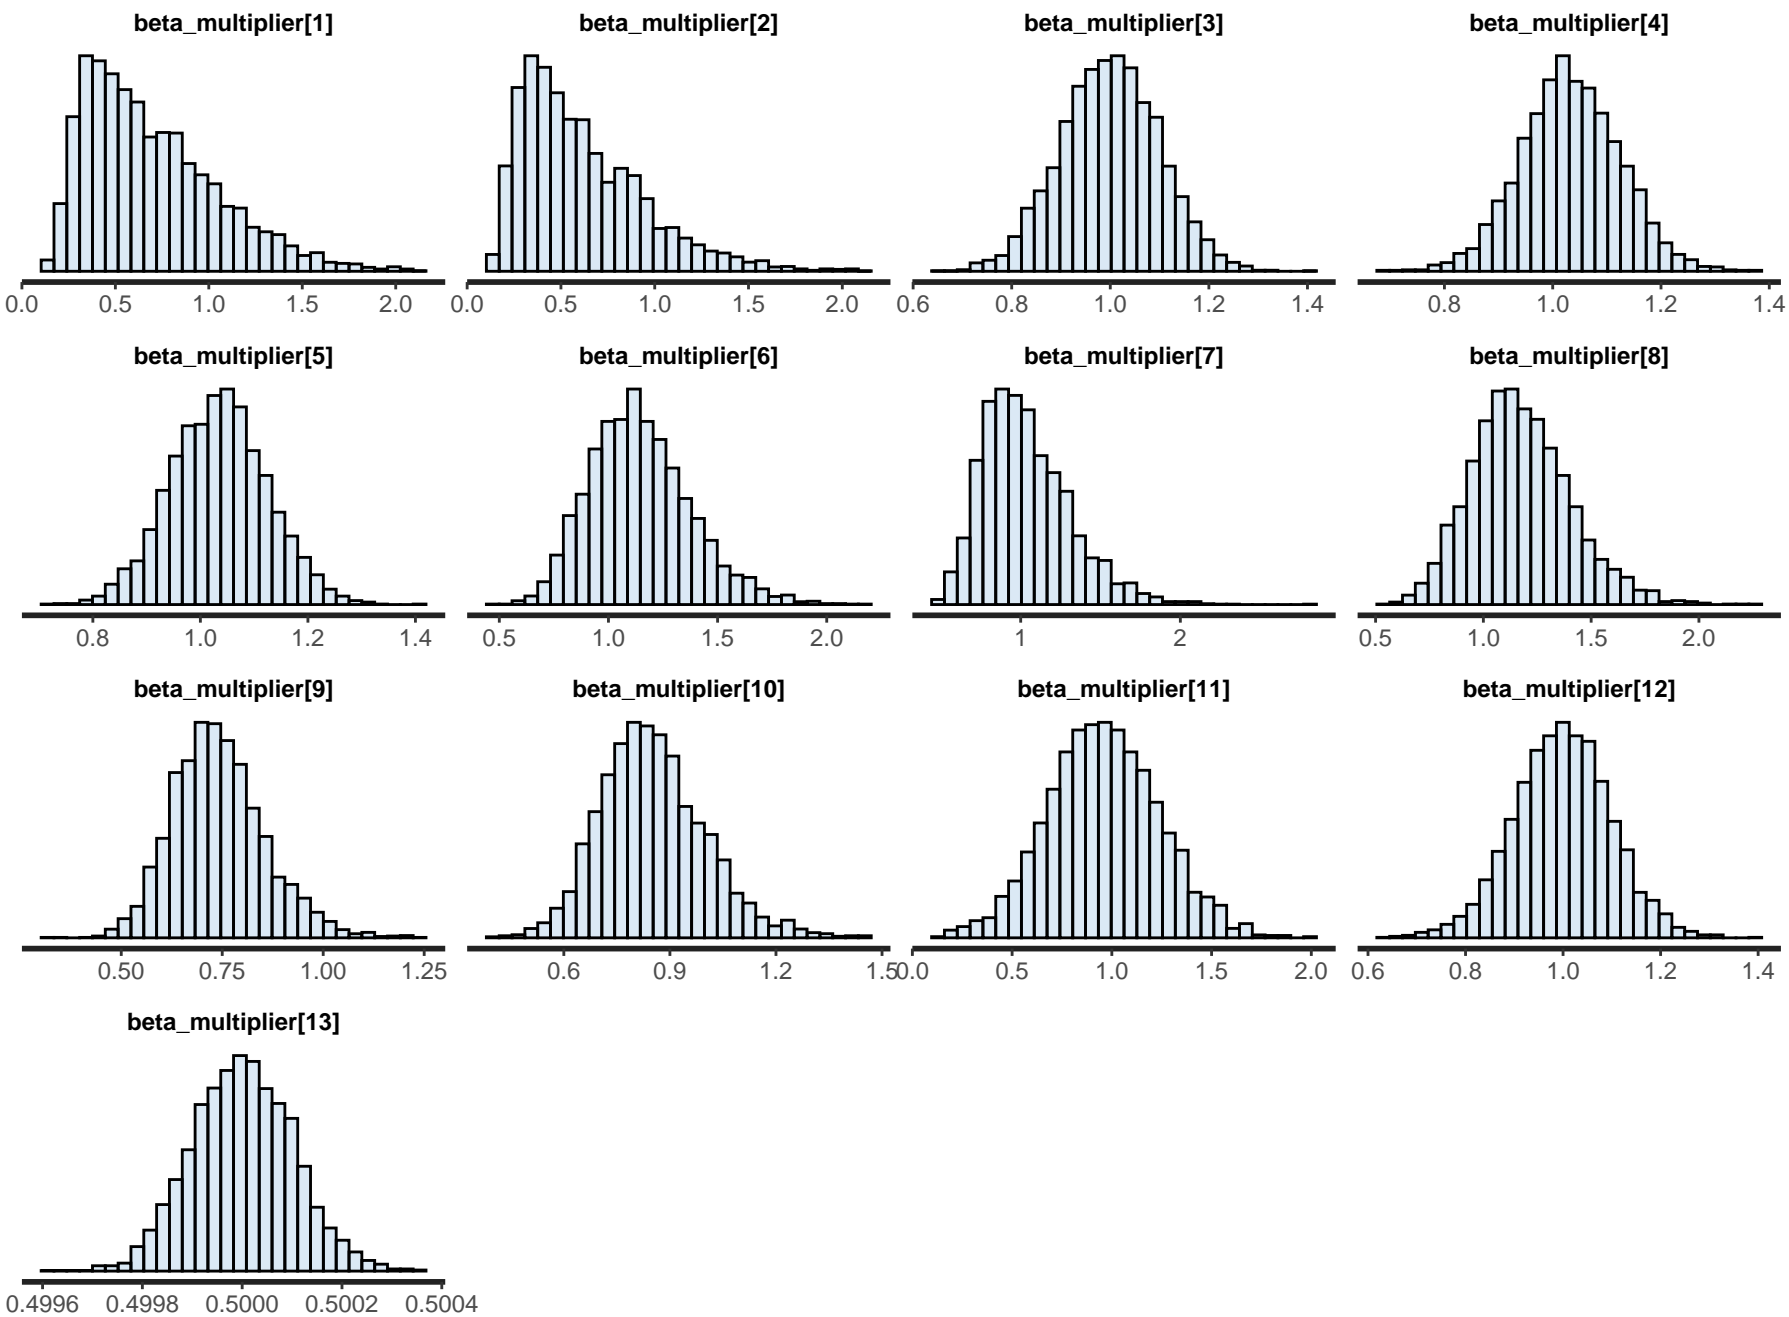 beta_multiplier[1] beta_multiplier[2] beta_multiplier[3] beta_multiplier[4]
0.0 0.5 1.0 1.5 2.0 0.0 0.5 1.0 1.5 2.0 0.6 0.8 1.0 1.2 1.4 0.8 1.0 1.2 1.4
beta_multiplier[5] beta_multiplier[6] beta_multiplier[7] beta_multiplier[8]
0.8 1.0 1.2 1.4 0.5 1.0 1.5 2.0 1 2 0.5 1.0 1.5 2.0
beta_multiplier[9] beta_multiplier[10] beta_multiplier[11] beta_multiplier[12]
0.50 0.75 1.00 1.25 0.6 0.9 1.2 1.5 0.0 0.5 1.0 1.5 2.0 0.6 0.8 1.0 1.2 1.4
beta_multiplier[13]
0.4996 0.4998 0.5000 0.5002 0.5004